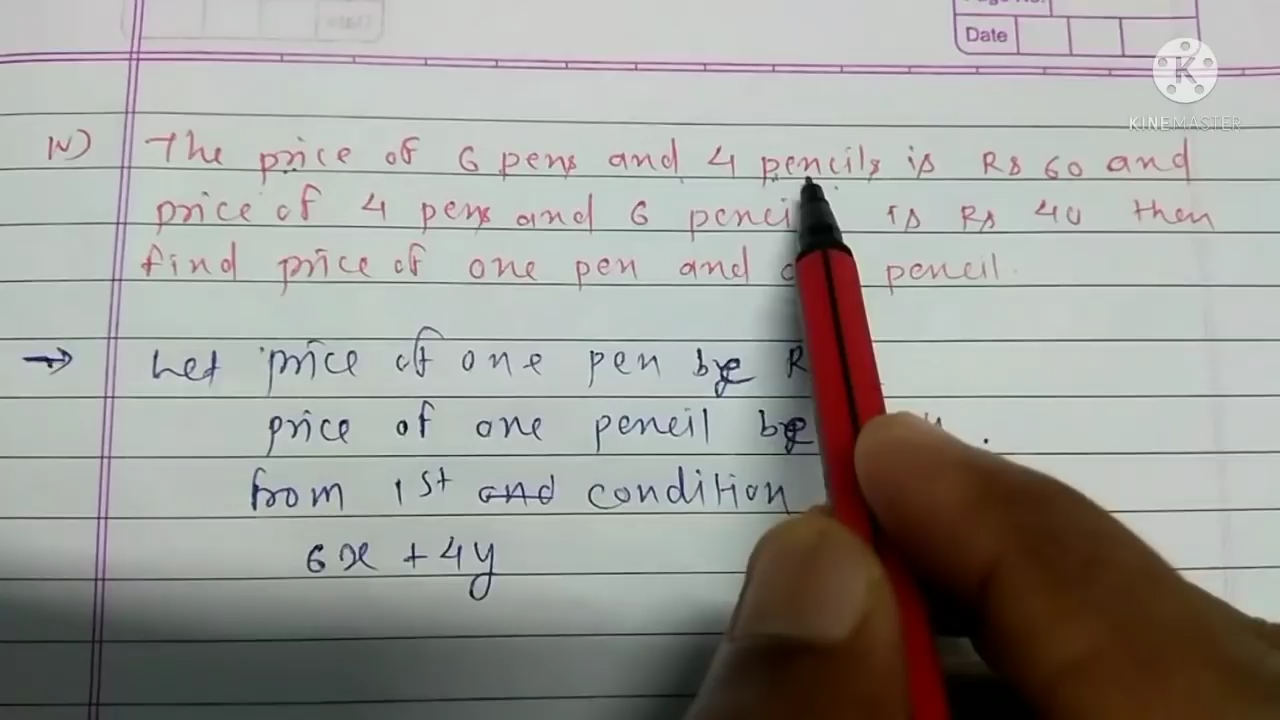 Date
KINEMASTER
IV) The price of 6 pens and 4 pencils is Rs 60 and
price of 4 pens and 6 is Rs 40 then
find price of one pen and pencil.
→ Let price of one pen be
price of one pencil be
from 1st and condition
6x + 4y